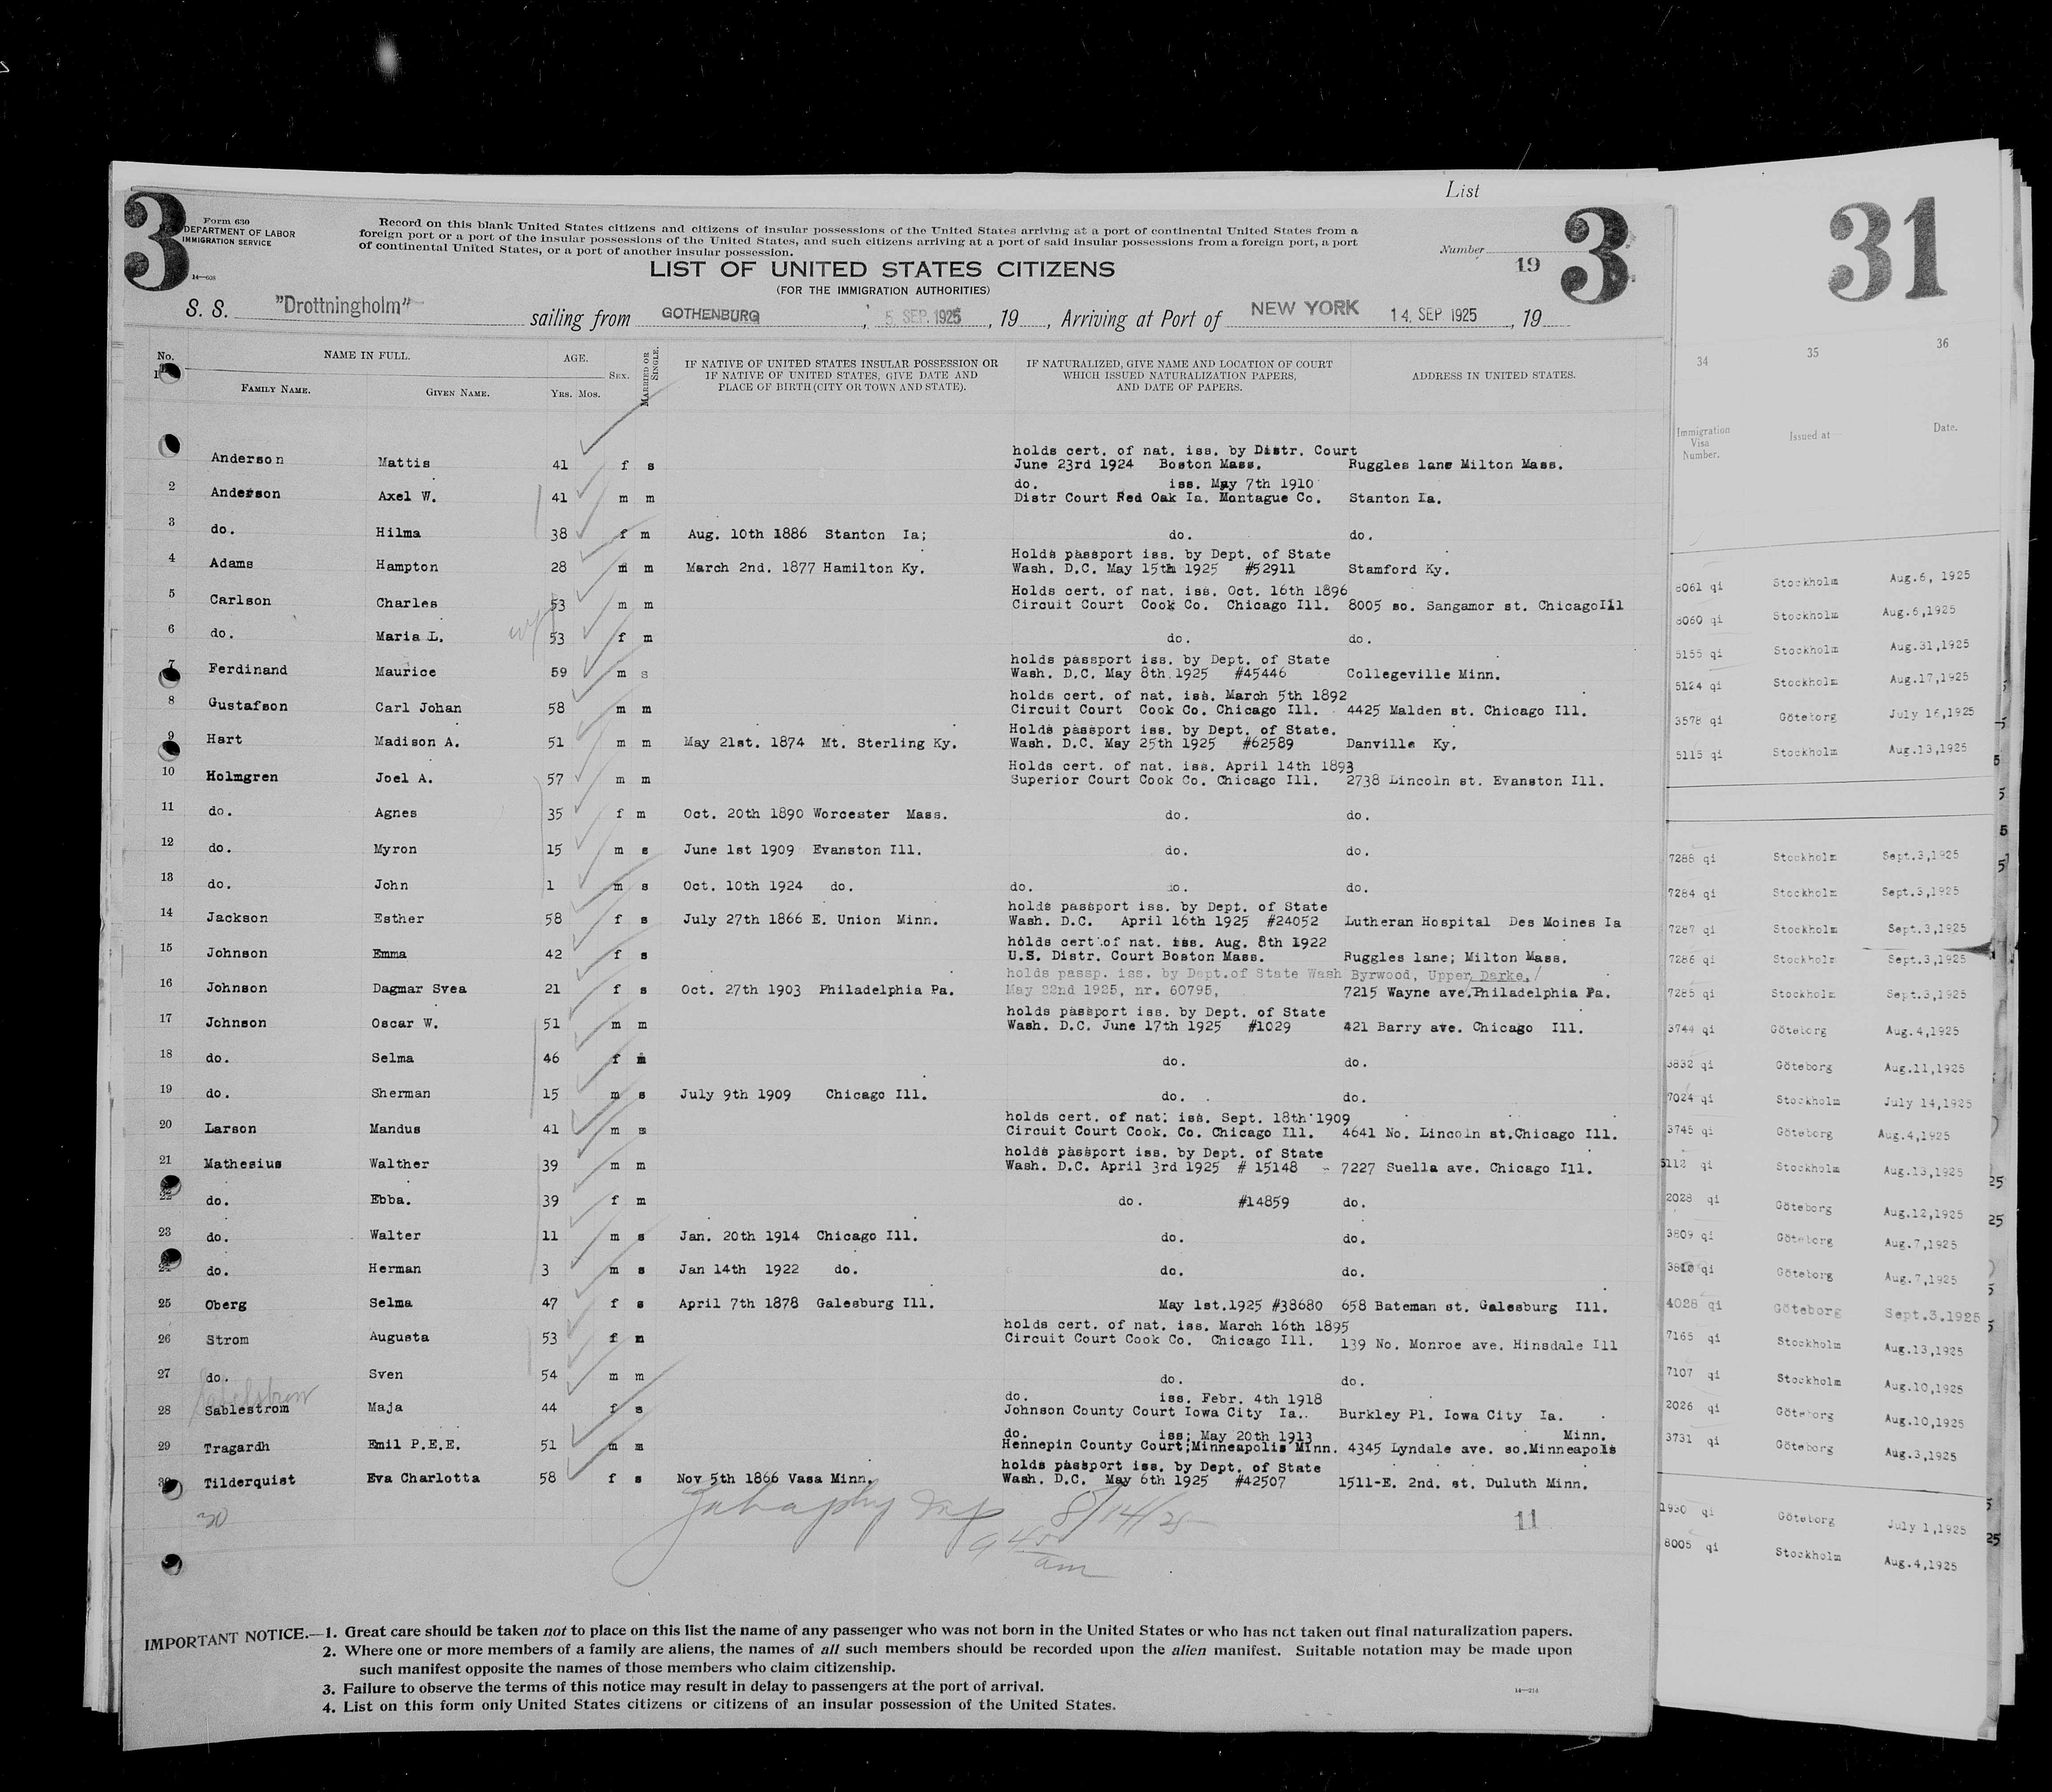 List
3
Form 630
DEPARTMENT OF LABOR
IMMIGRATION SERVICE
14—608
Record on this blank United States citizens and citizens of insular possessions of the United States arriving at a port of continental United States from a
foreign port or a port of the insular possessions of the United States, and such citizens arriving at a port of said insular possessions from a foreign port, a port
of continental United States, or a port of another insular possession.
Number
19
3
LIST OF UNITED STATES CITIZENS
(FOR THE IMMIGRATION AUTHORITIES)
S. S. "Drottningholm" sailing from GOTHENBURG, 5. SEP. 1925, 19, Arriving at Port of NEW YORK 14. SEP 1925, 19
No. NAME IN FULL. AGE. SEX. MARRIED OR SINGLE.
FAMILY NAME. GIVEN NAME. YRS. MOS.
IF NATIVE OF UNITED STATES INSULAR POSSESSION OR
IF NATIVE OF UNITED STATES, GIVE DATE AND
PLACE OF BIRTH (CITY OR TOWN AND STATE).
IF NATURALIZED, GIVE NAME AND LOCATION OF COURT
WHICH ISSUED NATURALIZATION PAPERS,
AND DATE OF PAPERS.
ADDRESS IN UNITED STATES.
holds cert. of nat. iss. by Distr. Court
Anderson Mattis 41 f s June 23rd 1924 Boston Mass. Ruggles lane Milton Mass.
do. iss. May 7th 1910
2 Anderson Axel W. 41 m m Distr Court Red Oak Ia. Montague Co. Stanton Ia.
3 do. Hilma 38 f m Aug. 10th 1886 Stanton Ia; do. do.
Holds passport iss. by Dept. of State
4 Adams Hampton 28 m m March 2nd. 1877 Hamilton Ky. Wash. D.C. May 15th 1925 #52911 Stamford Ky.
Holds cert. of nat. iss. Oct. 16th 1896
5 Carlson Charles 53 m m Circuit Court Cook Co. Chicago Ill. 8005 so. Sangamor st. ChicagoIll
6 do. Maria L. 53 f m do. do.
holds passport iss. by Dept. of State
7 Ferdinand Maurice 59 m s Wash. D.C. May 8th 1925 #45446 Collegeville Minn.
holds cert. of nat. iss. March 5th 1892
8 Gustafson Carl Johan 58 m m Circuit Court Cook Co. Chicago Ill. 4425 Malden st. Chicago Ill.
Holds passport iss. by Dept. of State.
9 Hart Madison A. 51 m m May 21st. 1874 Mt. Sterling Ky. Wash. D.C. May 25th 1925 #62589 Danville Ky.
Holds cert. of nat. iss. April 14th 1893
10 Holmgren Joel A. 57 m m Superior Court Cook Co. Chicago Ill. 2738 Lincoln st. Evanston Ill.
11 do. Agnes 35 f m Oct. 20th 1890 Worcester Mass. do. do.
12 do. Myron 15 m s June 1st 1909 Evanston Ill. do. do.
13 do. John 1 m s Oct. 10th 1924 do. do. do. do.
holds passport iss. by Dept. of State
14 Jackson Esther 58 f s July 27th 1866 E. Union Minn. Wash. D.C. April 16th 1925 #24052 Lutheran Hospital Des Moines Ia
holds cert.of nat. iss. Aug. 8th 1922
15 Johnson Emma 42 f s U.S. Distr. Court Boston Mass. Ruggles lane; Milton Mass.
holds passp. iss. by Dept.of State Wash Byrwood, Upper Darke,
16 Johnson Dagmar Svea 21 f s Oct. 27th 1903 Philadelphia Pa. May 22nd 1925, nr. 60795, 7215 Wayne ave.Philadelphia Pa.
holds passport iss. by Dept. of State
17 Johnson Oscar W. 51 m m Wash. D.C. June 17th 1925 #1029 421 Barry ave. Chicago Ill.
18 do. Selma 46 f m do. do.
19 do. Sherman 15 m s July 9th 1909 Chicago Ill. do. do.
holds cert. of nat. iss. Sept. 18th 1909
20 Larson Mandus 41 m s Circuit Court Cook. Co. Chicago Ill. 4641 No. Lincoln st.Chicago Ill.
holds passport iss. by Dept. of State
21 Mathesius Walther 39 m m Wash. D.C. April 3rd 1925 # 15148 - 7227 Suella ave. Chicago Ill.
22 do. Ebba. 39 f m do. #14859 do.
23 do. Walter 11 m s Jan. 20th 1914 Chicago Ill. do. do.
24 do. Herman 3 m s Jan 14th 1922 do. do. do.
25 Oberg Selma 47 f s April 7th 1878 Galesburg Ill. May 1st.1925 #38680 658 Bateman st. Galesburg Ill.
holds cert. of nat. iss. March 16th 1895
26 Strom Augusta 53 f m Circuit Court Cook Co. Chicago Ill. 139 No. Monroe ave. Hinsdale Ill
27 do. Sven 54 m m do. do.
do. iss. Febr. 4th 1918
28 Sablestrom Maja 44 f s Johnson County Court Iowa City Ia.. Burkley Pl. Iowa City Ia.
do. iss; May 20th 1913 Minn.
29 Tragardh Emil P.E.E. 51 m m Hennepin County Court;Minneapolis Minn. 4345 Lyndale ave. so.Minneapols
holds passport iss. by Dept. of State
30 Tilderquist Eva Charlotta 58 f s Nov 5th 1866 Vasa Minn. Wash. D.C. May 6th 1925 #42507 1511-E. 2nd. st. Duluth Minn.
30
8/14/25
am
11
IMPORTANT NOTICE.—1. Great care should be taken not to place on this list the name of any passenger who was not born in the United States or who has not taken out final naturalization papers.
2. Where one or more members of a family are aliens, the names of all such members should be recorded upon the alien manifest. Suitable notation may be made upon
such manifest opposite the names of those members who claim citizenship.
3. Failure to observe the terms of this notice may result in delay to passengers at the port of arrival.
4. List on this form only United States citizens or citizens of an insular possession of the United States.
14—214
31
34 35 36
Immigration Visa Number. Issued at Date.
6061 qi Stockholm Aug.6, 1925
6060 qi Stockholm Aug.6,1925
5155 qi Stockholm Aug.31,1925
5124 qi Stockholm Aug.17,1925
3578 qi Göteborg July 16,1925
5115 qi Stockholm Aug.13,1925
7288 qi Stockholm Sept.3,1925
7284 qi Stockholm Sept.3,1925
7287 qi Stockholm Sept.3,1925
7286 qi Stockholm Sept.3,1925
7285 qi Stockholm Sept.3,1925
3744 qi Göteborg Aug.4,1925
3832 qi Göteborg Aug.11,1925
7024 qi Stockholm July 14,1925
3745 qi Göteborg Aug.4,1925
5112 qi Stockholm Aug.13,1925
2028 qi Göteborg Aug.12,1925
3809 qi Göteborg Aug.7,1925
3810 qi Göteborg Aug.7,1925
4028 qi Göteborg Sept.3.1925
7165 qi Stockholm Aug.13,1925
7107 qi Stockholm Aug.10,1925
2026 qi Göteborg Aug.10,1925
3731 qi Göteborg Aug.3,1925
1930 qi Göteborg July 1,1925
6005 qi Stockholm Aug.4,1925